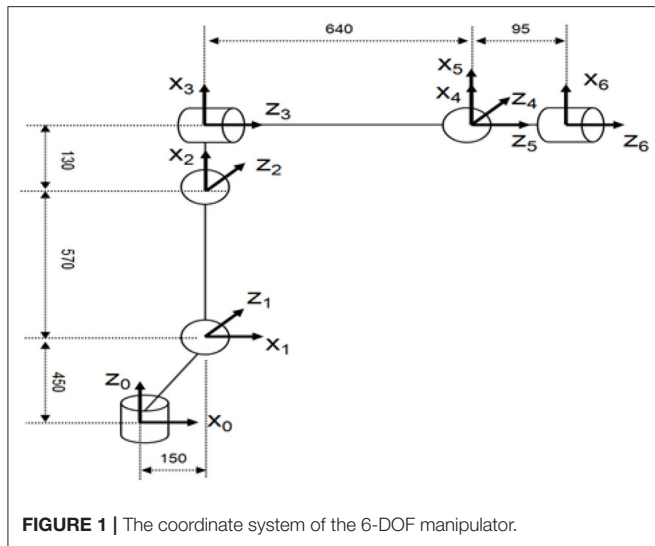 640
95
X5
X3
X4
Z4
X6
Z3
Z5
Z6
130
X2
Z2
570
Z1
X1
450
Z0
X0
150
FIGURE 1 | The coordinate system of the 6-DOF manipulator.